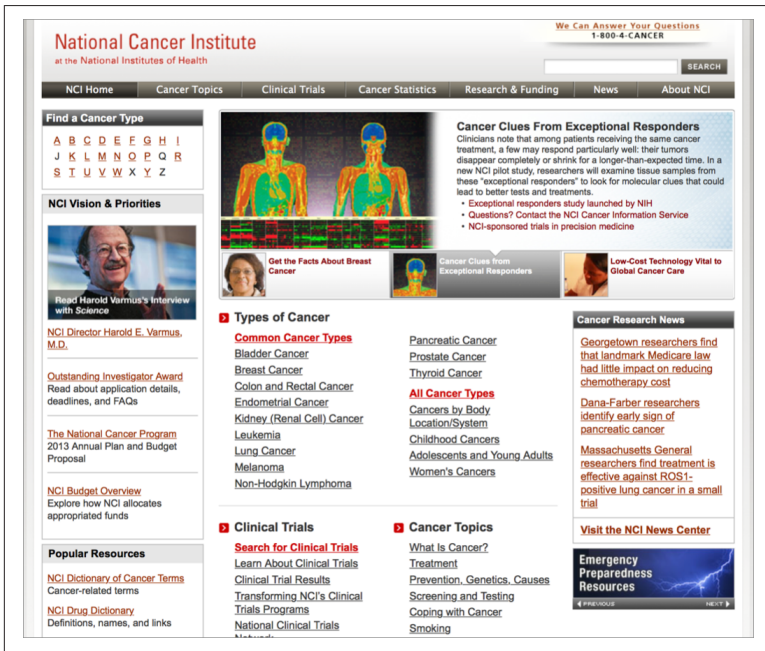 We Can Answer Your Questions
1-800-4-CANCER
National Cancer Institute
at the National Institutes of Health
SEARCH
NCI Home
Cancer Topics
Clinical Trials
Cancer Statistics
Research & Funding
News
About NCI
Find a Cancer Type
A B C D E F G H I
J K L M N O P Q R
S T U V W X Y Z
NCI Vision & Priorities
Read Harold Varmus's Interview
with Science
NCI Director Harold E. Varmus,
M.D.
Outstanding Investigator Award
Read about application details,
deadlines, and FAQs
The National Cancer Program
2013 Annual Plan and Budget
Proposal
NCI Budget Overview
Explore how NCI allocates
appropriated funds
Popular Resources
NCI Dictionary of Cancer Terms
Cancer-related terms
NCI Drug Dictionary
Definitions, names, and links
Cancer Clues From Exceptional Responders
Clinicians note that among patients receiving the same cancer
treatment, a few may respond particularly well: their tumors
disappear completely or shrink for a longer-than-expected time. In a
new NCI pilot study, researchers will examine tissue samples from
these "exceptional responders" to look for molecular clues that could
lead to better tests and treatments.
• Exceptional responders study launched by NIH
• Questions? Contact the NCI Cancer Information Service
• NCI-sponsored trials in precision medicine
Get the Facts About Breast
Cancer
Cancer Clues from
Exceptional Responders
Low-Cost Technology Vital to
Global Cancer Care
Types of Cancer
Common Cancer Types
Bladder Cancer
Breast Cancer
Colon and Rectal Cancer
Endometrial Cancer
Kidney (Renal Cell) Cancer
Leukemia
Lung Cancer
Melanoma
Non-Hodgkin Lymphoma
Pancreatic Cancer
Prostate Cancer
Thyroid Cancer
All Cancer Types
Cancers by Body
Location/System
Childhood Cancers
Adolescents and Young Adults
Women's Cancers
Clinical Trials
Search for Clinical Trials
Learn About Clinical Trials
Clinical Trial Results
Transforming NCI's Clinical
Trials Programs
National Clinical Trials
Cancer Topics
What Is Cancer?
Treatment
Prevention, Genetics, Causes
Screening and Testing
Coping with Cancer
Smoking
Cancer Research News
Georgetown researchers find
that landmark Medicare law
had little impact on reducing
chemotherapy cost
Dana-Farber researchers
identify early sign of
pancreatic cancer
Massachusetts General
researchers find treatment is
effective against ROS1-
positive lung cancer in a small
trial
Visit the NCI News Center
Emergency
Preparedness
Resources
PREVIOUS
NEXT